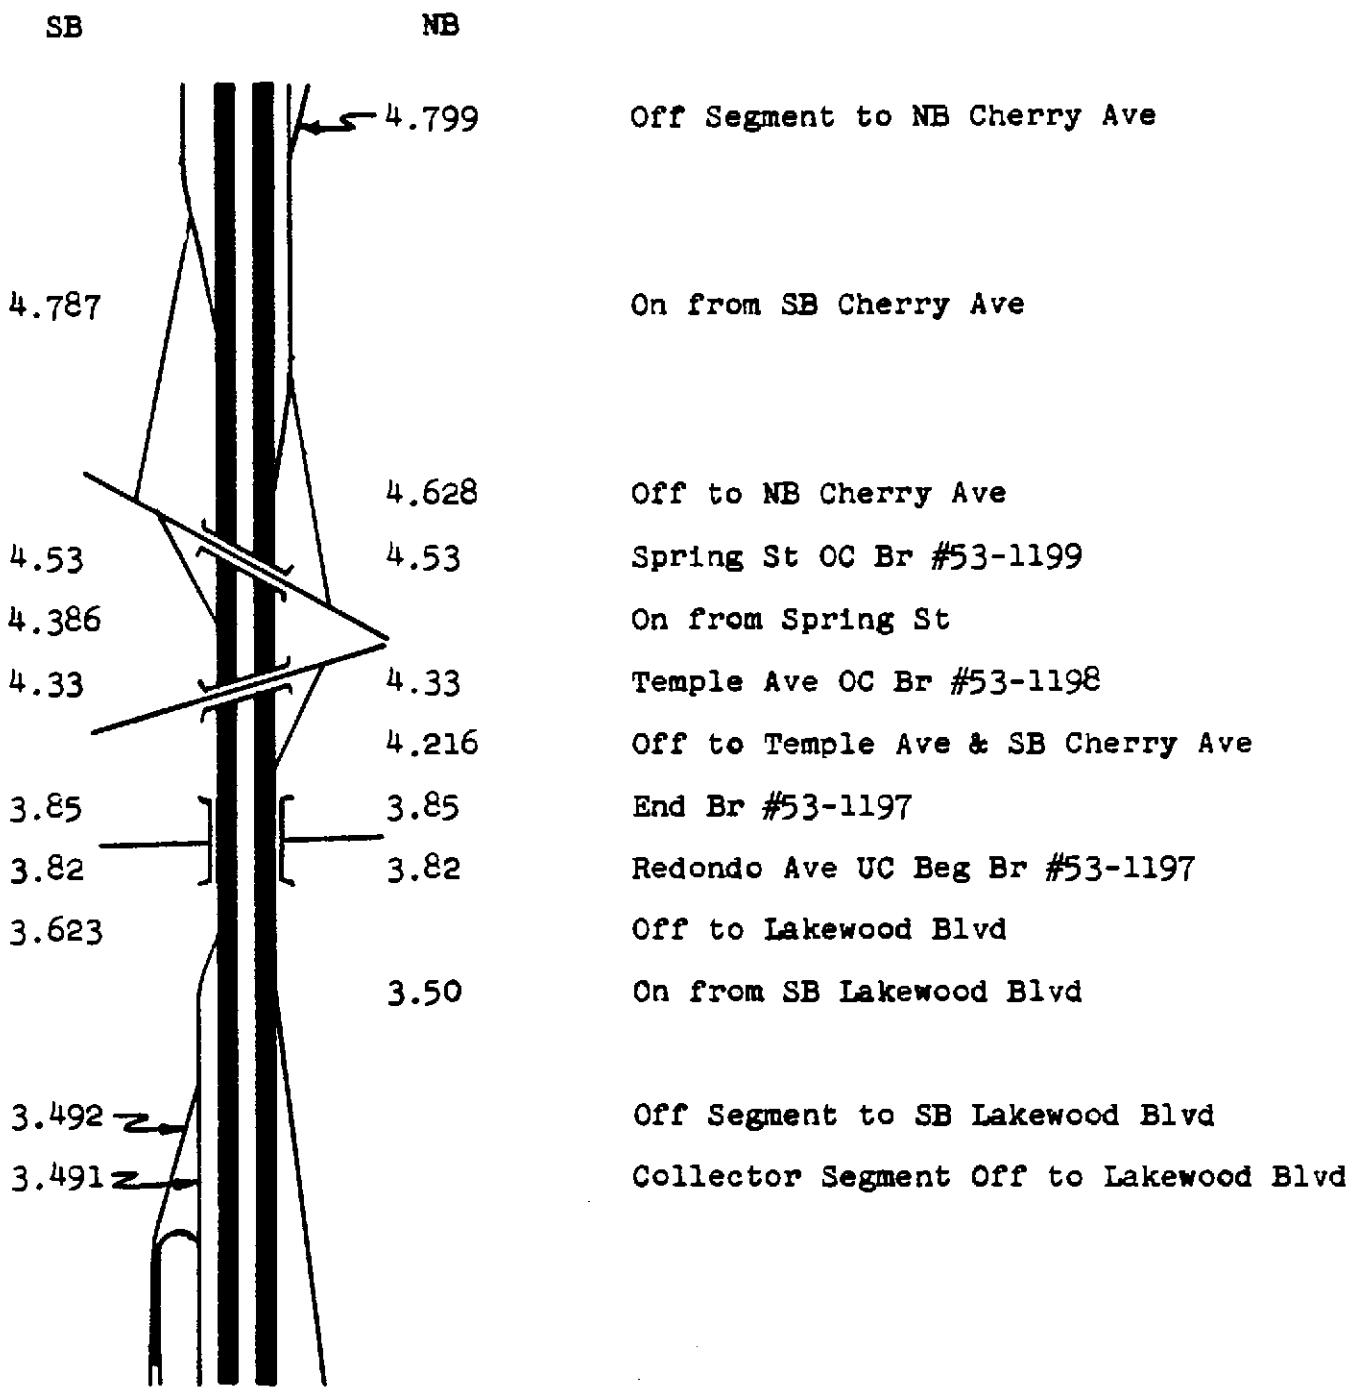 SB NB
4.799 Off Segment to NB Cherry Ave
4.787 On from SB Cherry Ave
4.628 Off to NB Cherry Ave
4.53 4.53 Spring St OC Br #53-1199
4.386 On from Spring St
4.33 4.33 Temple Ave OC Br #53-1198
4.216 Off to Temple Ave & SB Cherry Ave
3.85 3.85 End Br #53-1197
3.82 3.82 Redondo Ave UC Beg Br #53-1197
3.623 Off to Lakewood Blvd
3.50 On from SB Lakewood Blvd
3.492 Off Segment to SB Lakewood Blvd
3.491 Collector Segment Off to Lakewood Blvd